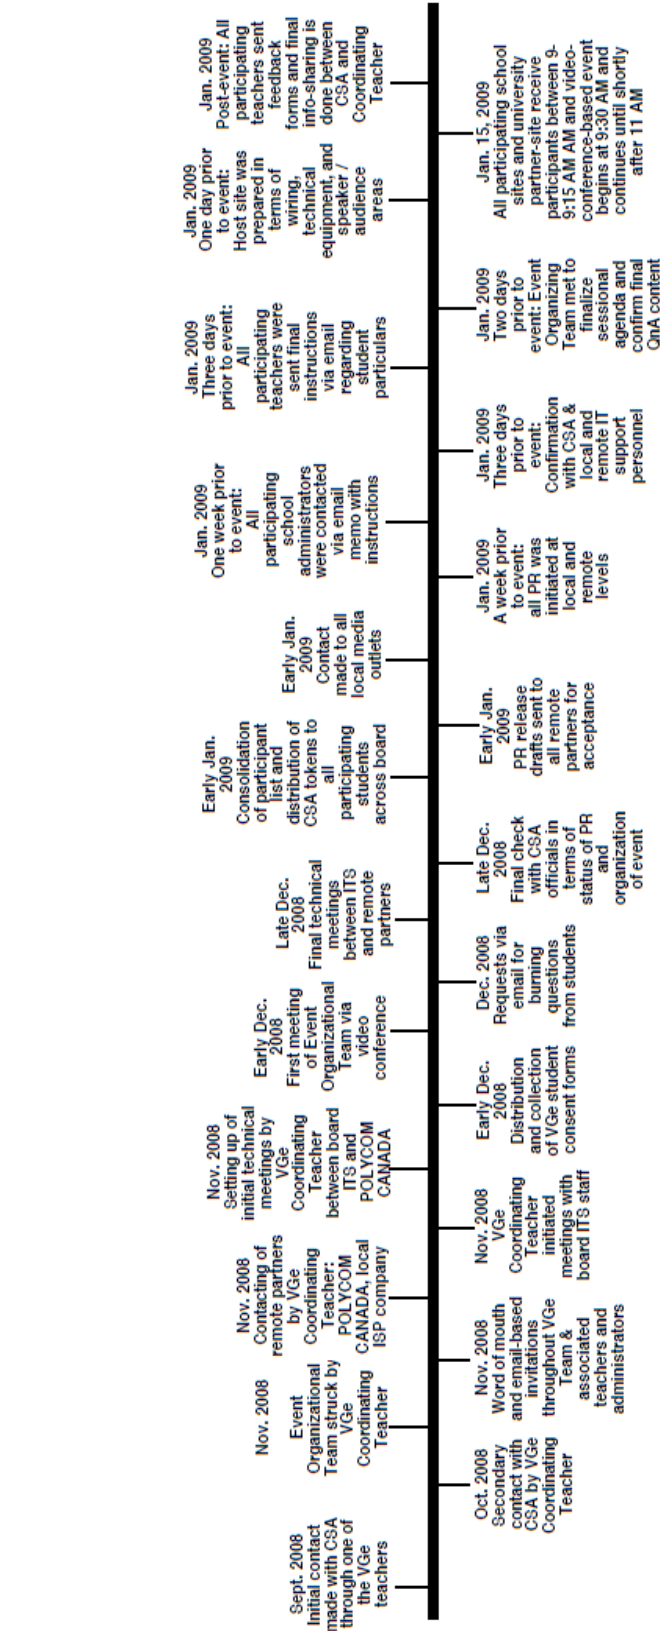 Sept. 2008
Initial contact
made with CSA
through one of
the VGe
teachers
Oct. 2008
Secondary
contact with
CSA by VGe
Coordinating
Teacher
Nov. 2008
Event
Organizational
Team struck by
VGe
Coordinating
Teacher
Nov. 2008
Word of mouth
and email-based
invitations
throughout VGe
Team &
associated
teachers and
administrators
Nov. 2008
Contacting of
remote partners
by VGe
Coordinating
Teacher:
POLYCOM
CANADA, local
ISP company
Nov. 2008
VGe
Coordinating
Teacher
initiated
meetings with
board ITS staff
Nov. 2008
Setting up of
initial technical
meetings by
VGe
Coordinating
Teacher
between board
ITS and
POLYCOM
CANADA
Early Dec.
2008
Distribution
and collection
of VGe student
consent forms
Early Dec.
2008
First meeting
of Event
Organizational
Team via
video
conference
Dec. 2008
Requests via
email for
burning
questions
from students
Late Dec.
2008
Final technical
meetings
between ITS
and remote
partners
Late Dec.
2008
Final check
with CSA
officials in
terms of
status of PR
and
organization
of event
Early Jan.
2009
Consolidation
of participant
list and
distribution of
CSA tokens to
all
participating
students
across board
Early Jan.
2009
PR release
drafts sent to
all remote
partners for
acceptance
Early Jan.
2009
Contact
made to all
local media
outlets
Jan. 2009
A week prior
to event:
all PR was
initiated at
local and
remote
levels
Jan. 2009
One week prior
to event:
All
participating
school
administrators
were contacted
via email
memo with
instructions
Jan. 2009
Three days
prior to
event:
Confirmation
with CSA &
local and
remote IT
support
personnel
Jan. 2009
Three days
prior to event:
All
participating
teachers were
sent final
instructions
via email
regarding
student
particulars
Jan. 2009
Two days
prior to
event: Event
Organizing
Team met to
finalize
sessional
agenda and
confirm final
QnA content
Jan. 2009
One day prior
to event:
Host site was
prepared in
terms of
wiring,
technical
equipment, and
speaker /
audience
areas
Jan. 15, 2009
All participating school
sites and university
partner-site receive
participants between 9-
9:15 AM AM and video-
conference-based event
begins at 9:30 AM and
continues until shortly
after 11 AM
Jan. 2009
Post-event: All
participating
teachers sent
feedback
forms and final
info-sharing is
done between
CSA and
Coordinating
Teacher